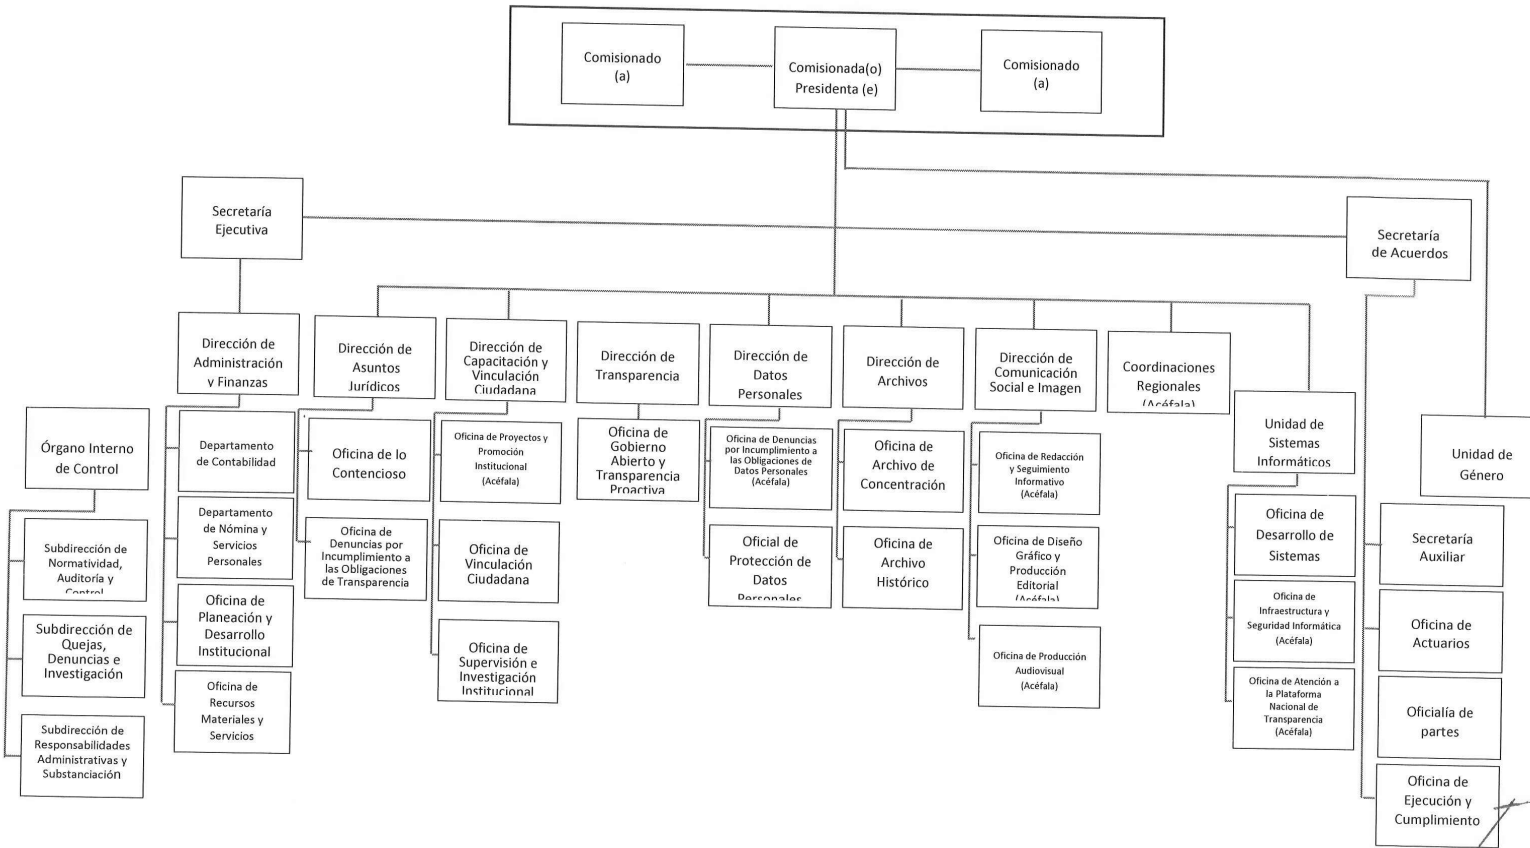 Comisionado
(a)
Comisionada(o)
Presidenta (e)
Comisionado
(a)
Secretaría
Ejecutiva
Secretaría
de Acuerdos
Dirección de
Administración
y Finanzas
Dirección de
Asuntos
Jurídicos
Dirección de
Capacitación y
Vinculación
Ciudadana
Dirección de
Transparencia
Dirección de
Datos
Personales
Dirección de
Archivos
Dirección de
Comunicación
Social e Imagen
Coordinaciones
Regionales
(Acéfala)
Unidad de
Sistemas
Informáticos
Unidad de
Género
Órgano Interno
de Control
Subdirección de
Normatividad,
Auditoría y
Control
Subdirección de
Quejas,
Denuncias e
Investigación
Subdirección de
Responsabilidades
Administrativas y
Substanciación
Departamento
de Contabilidad
Departamento
de Nómina y
Servicios
Personales
Oficina de
Planeación y
Desarrollo
Institucional
Oficina de
Recursos
Materiales y
Servicios
Oficina de lo
Contencioso
Oficina de
Denuncias por
Incumplimiento a
las Obligaciones
de Transparencia
Oficina de Proyectos y
Promoción
Institucional
(Acéfala)
Oficina de
Vinculación
Ciudadana
Oficina de
Supervisión e
Investigación
Institucional
Oficina de
Gobierno
Abierto y
Transparencia
Proactiva
Oficina de Denuncias
por Incumplimiento a
las Obligaciones de
Datos Personales
(Acéfala)
Oficial de
Protección de
Datos
Personales
Oficina de
Archivo de
Concentración
Oficina de
Archivo
Histórico
Oficina de Redacción
y Seguimiento
Informativo
(Acéfala)
Oficina de Diseño
Gráfico y
Producción
Editorial
(Acéfala)
Oficina de Producción
Audiovisual
(Acéfala)
Oficina de
Desarrollo de
Sistemas
Oficina de
Infraestructura y
Seguridad Informática
(Acéfala)
Oficina de Atención a
la Plataforma
Nacional de
Transparencia
(Acéfala)
Secretaría
Auxiliar
Oficina de
Actuarios
Oficialía de
partes
Oficina de
Ejecución y
Cumplimiento